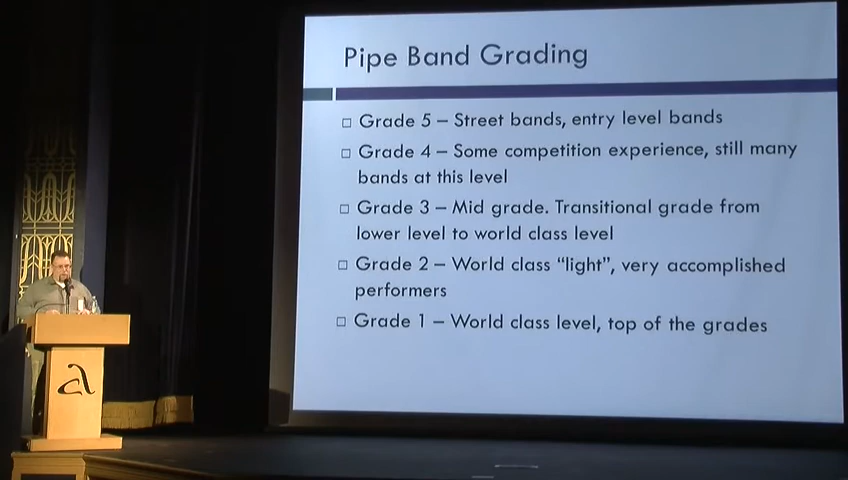 Pipe Band Grading
□ Grade 5 – Street bands, entry level bands
□ Grade 4 – Some competition experience, still many
bands at this level
□ Grade 3 – Mid grade. Transitional grade from
lower level to world class level
□ Grade 2 – World class “light”, very accomplished
performers
□ Grade 1 – World class level, top of the grades
a